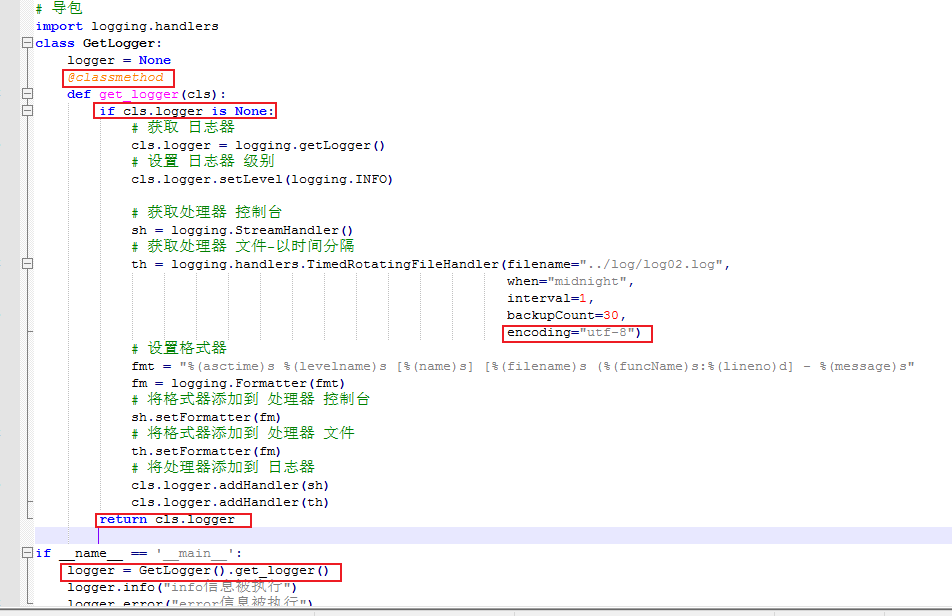 # 导包
import logging.handlers
class GetLogger:
    logger = None
    @classmethod
    def get_logger(cls):
        if cls.logger is None:
            # 获取 日志器
            cls.logger = logging.getLogger()
            # 设置 日志器 级别
            cls.logger.setLevel(logging.INFO)
            # 获取处理器 控制台
            sh = logging.StreamHandler()
            # 获取处理器 文件-以时间分隔
            th = logging.handlers.TimedRotatingFileHandler(filename="../log/log02.log",
                                                           when="midnight",
                                                           interval=1,
                                                           backupCount=30,
                                                           encoding="utf-8")
            # 设置格式器
            fmt = "%(asctime)s %(levelname)s [%(name)s] [%(filename)s (%(funcName)s:%(lineno)d] - %(message)s"
            fm = logging.Formatter(fmt)
            # 将格式器添加到 处理器 控制台
            sh.setFormatter(fm)
            # 将格式器添加到 处理器 文件
            th.setFormatter(fm)
            # 将处理器添加到 日志器
            cls.logger.addHandler(sh)
            cls.logger.addHandler(th)
        return cls.logger
if __name__ == '__main__':
    logger = GetLogger().get_logger()
    logger.info("info信息被执行")
    logger.error("error信息被执行")